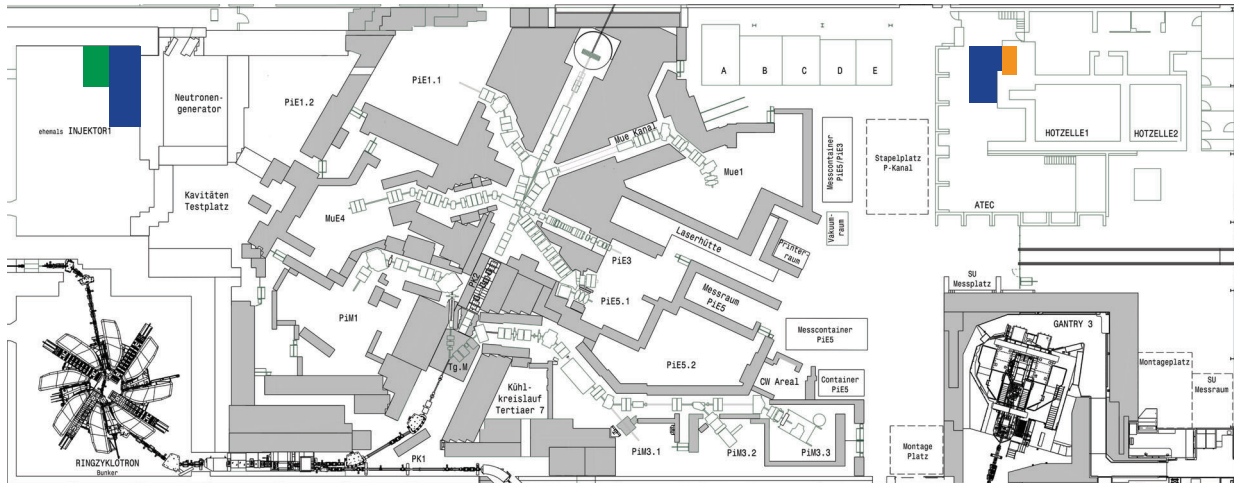 PiE1.1
A
B
C
D
E
PiE1.2
Neutronen-
generator
ehemals INJEKTOR1
Mue Kanal
Messcontainer
PiE5/PiE3
Stapelplatz
P-Kanal
HOTZELLE1
HOTZELLE2
Mue1
Kavitäten
Testplatz
MuE4
ATEC
Vakuum-
raum
Laserhütte
Printer
raum
PiE3
PK2
SU
Messplatz
PiE5.1
Messraum
PiE5
PiM1
Messcontainer
PiE5
GANTRY 3
Montageplatz
Tg.M
PiE5.2
CW Areal
Container
PiE5
SU
Messraum
Kühl-
kreislauf
Tertiaer 7
Montage
Platz
PK1
PiM3.1
PiM3.2
PiM3.3
RINGZYKLOTRON
Bunker